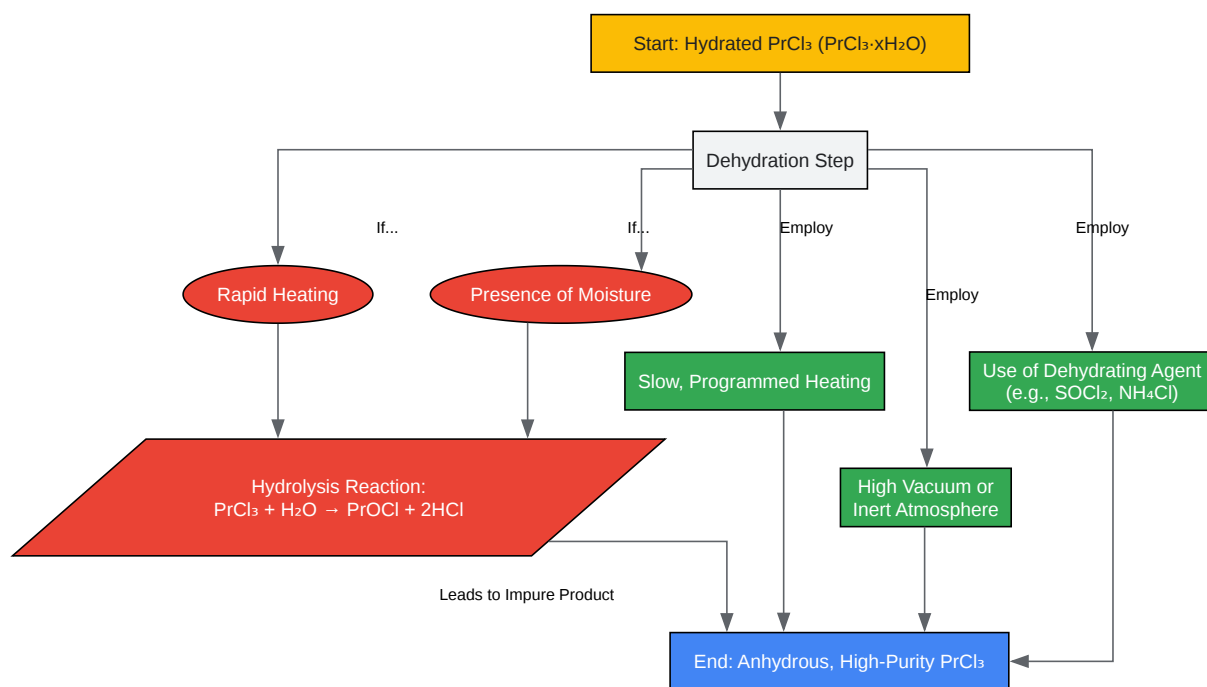 Start: Hydrated PrCl₃ (PrCl₃·xH₂O)
Dehydration Step
If...
If...
Employ
Employ
Rapid Heating
Presence of Moisture
Employ
Slow, Programmed Heating
Use of Dehydrating Agent
(e.g., SOCl₂, NH₄Cl)
Hydrolysis Reaction:
PrCl₃ + H₂O → PrOCl + 2HCl
High Vacuum or
Inert Atmosphere
Leads to Impure Product
End: Anhydrous, High-Purity PrCl₃